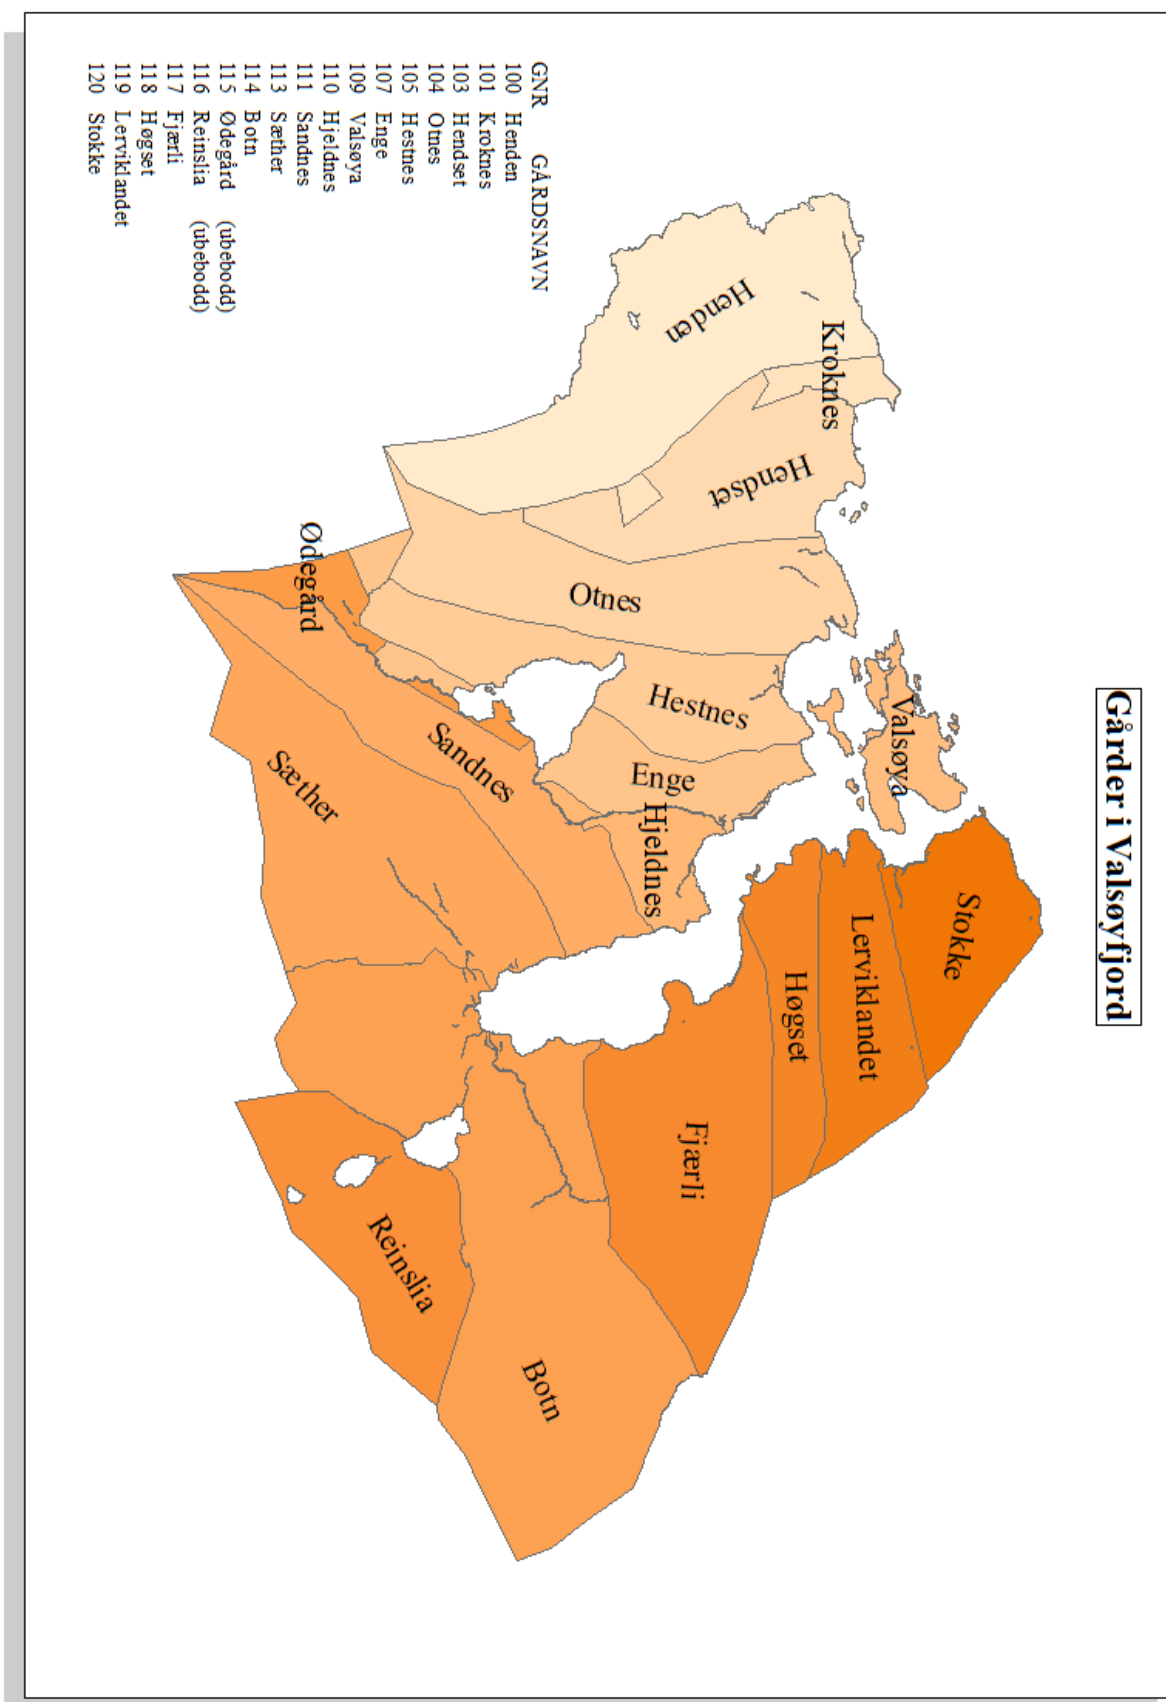 Gårder i Valsøyfjord
Stokke
Valsøya
Lerviklandet
Kroknes
Høgset
Hendset
Henden
Fjærli
Hestnes
Enge
Hjeldnes
Otnes
Botn
Sandnes
Reinslia
Ødegård
Sæther
GNR GÅRDSNAVN
100 Henden
101 Kroknes
103 Hendset
104 Otnes
105 Hestnes
107 Enge
109 Valsøya
110 Hjeldnes
111 Sandnes
113 Sæther
114 Botn
115 Ødegård (ubebodd)
116 Reinslia (ubebodd)
117 Fjærli
118 Høgset
119 Lerviklandet
120 Stokke